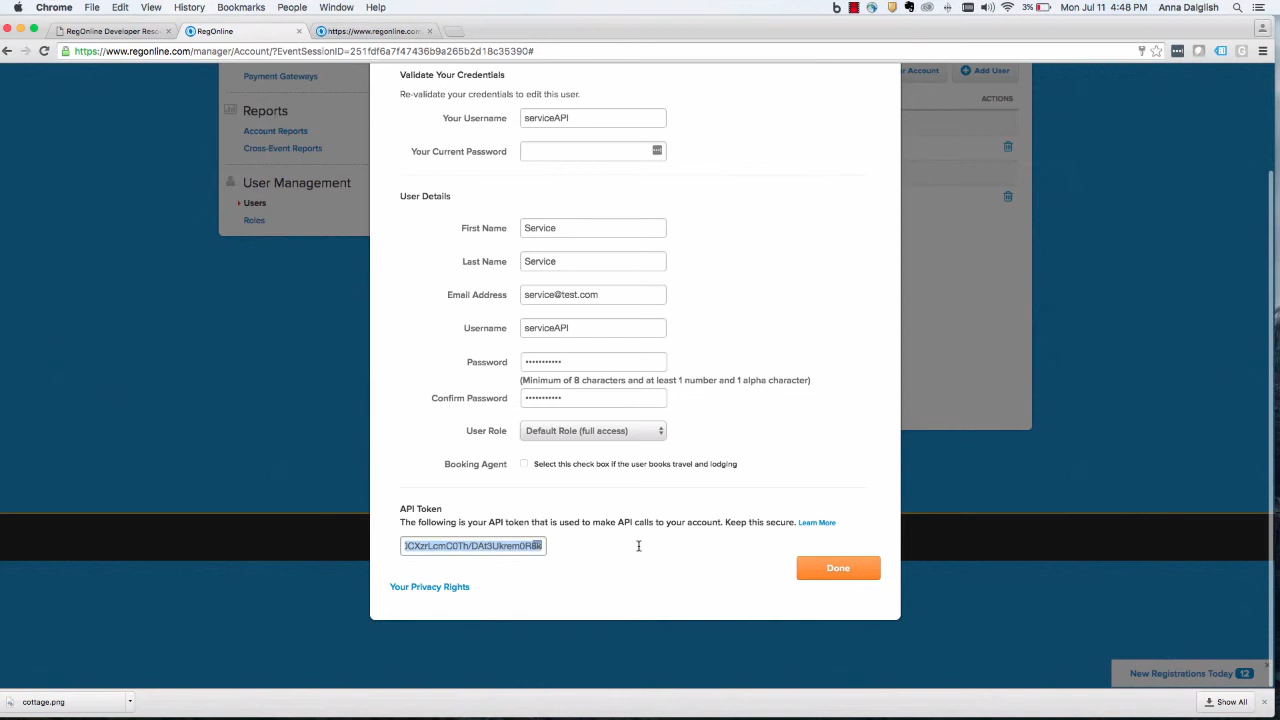 Chrome File Edit View History Bookmarks People Window Help 3% Mon Jul 11 4:48 PM Anna Dalglish
RegOnline Developer Reso × RegOnline × https://www.regonline.com ×
https://www.regonline.com/manager/Account/?EventSessionID=251fdf6a7f47436b9a265b2d18c35390#
Payment Gateways
Reports
Account Reports
Cross-Event Reports
User Management
Users
Roles
Validate Your Credentials
Re-validate your credentials to edit this user.
Your Username serviceAPI
Your Current Password
User Details
First Name Service
Last Name Service
Email Address service@test.com
Username serviceAPI
Password •••••••••••
(Minimum of 8 characters and at least 1 number and 1 alpha character)
Confirm Password •••••••••••
User Role Default Role (full access)
Booking Agent Select this check box if the user books travel and lodging
API Token
The following is your API token that is used to make API calls to your account. Keep this secure. Learn More
Done
Your Privacy Rights
Account Add User
ACTIONS
New Registrations Today 12
cottage.png Show All